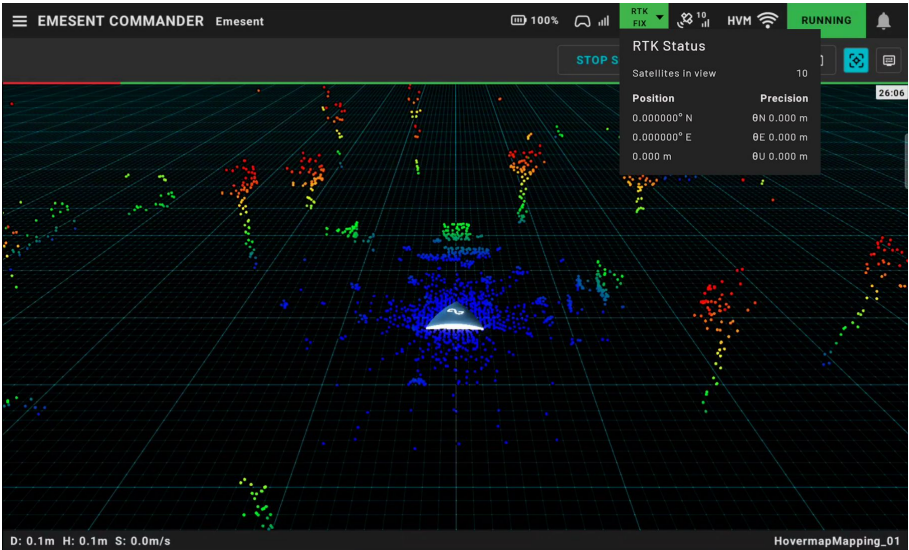 EMESENT COMMANDER Emesent 100% RTK FIX 10 HVM RUNNING
STOP S
RTK Status
Satellites in view 10
Position Precision
0.000000° N θN 0.000 m
0.000000° E θE 0.000 m
0.000 m θU 0.000 m
26:06
D: 0.1m H: 0.1m S: 0.0m/s HovermapMapping_01